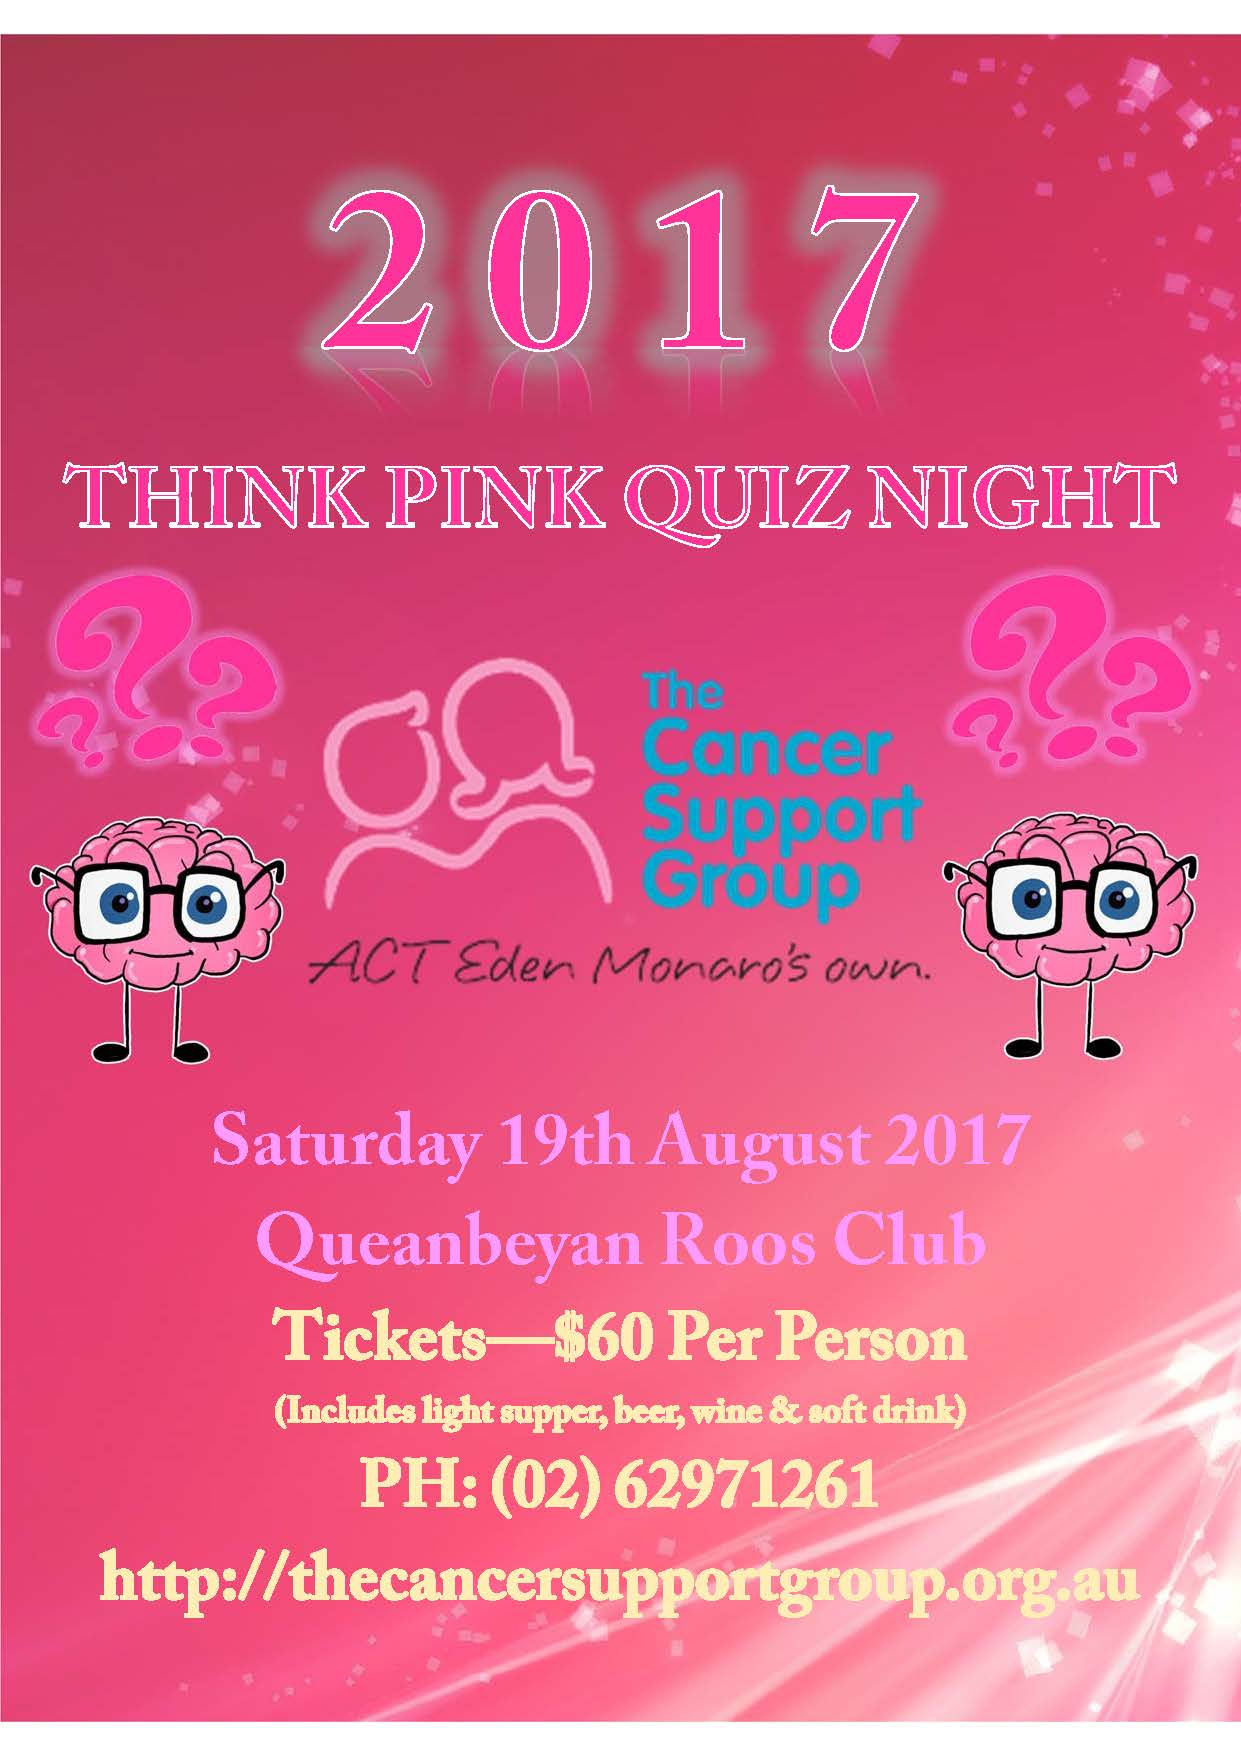 2017
THINK PINK QUIZ NIGHT
The
Cancer
Support
Group
ACT Eden Monaro's own.
Saturday 19th August 2017
Queanbeyan Roos Club
Tickets—$60 Per Person
(Includes light supper, beer, wine & soft drink)
PH: (02) 62971261
http://thecancersupportgroup.org.au